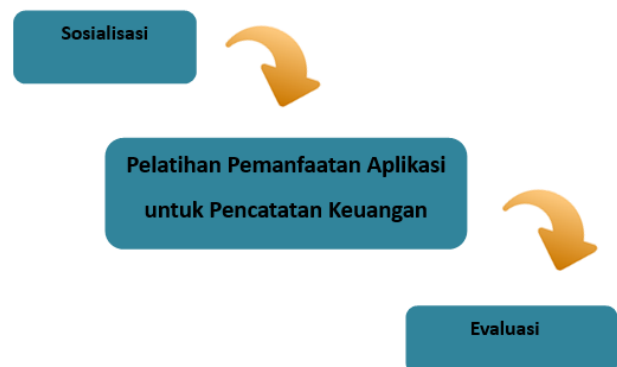 Sosialisasi
Pelatihan Pemanfaatan Aplikasi
untuk Pencatatan Keuangan
Evaluasi